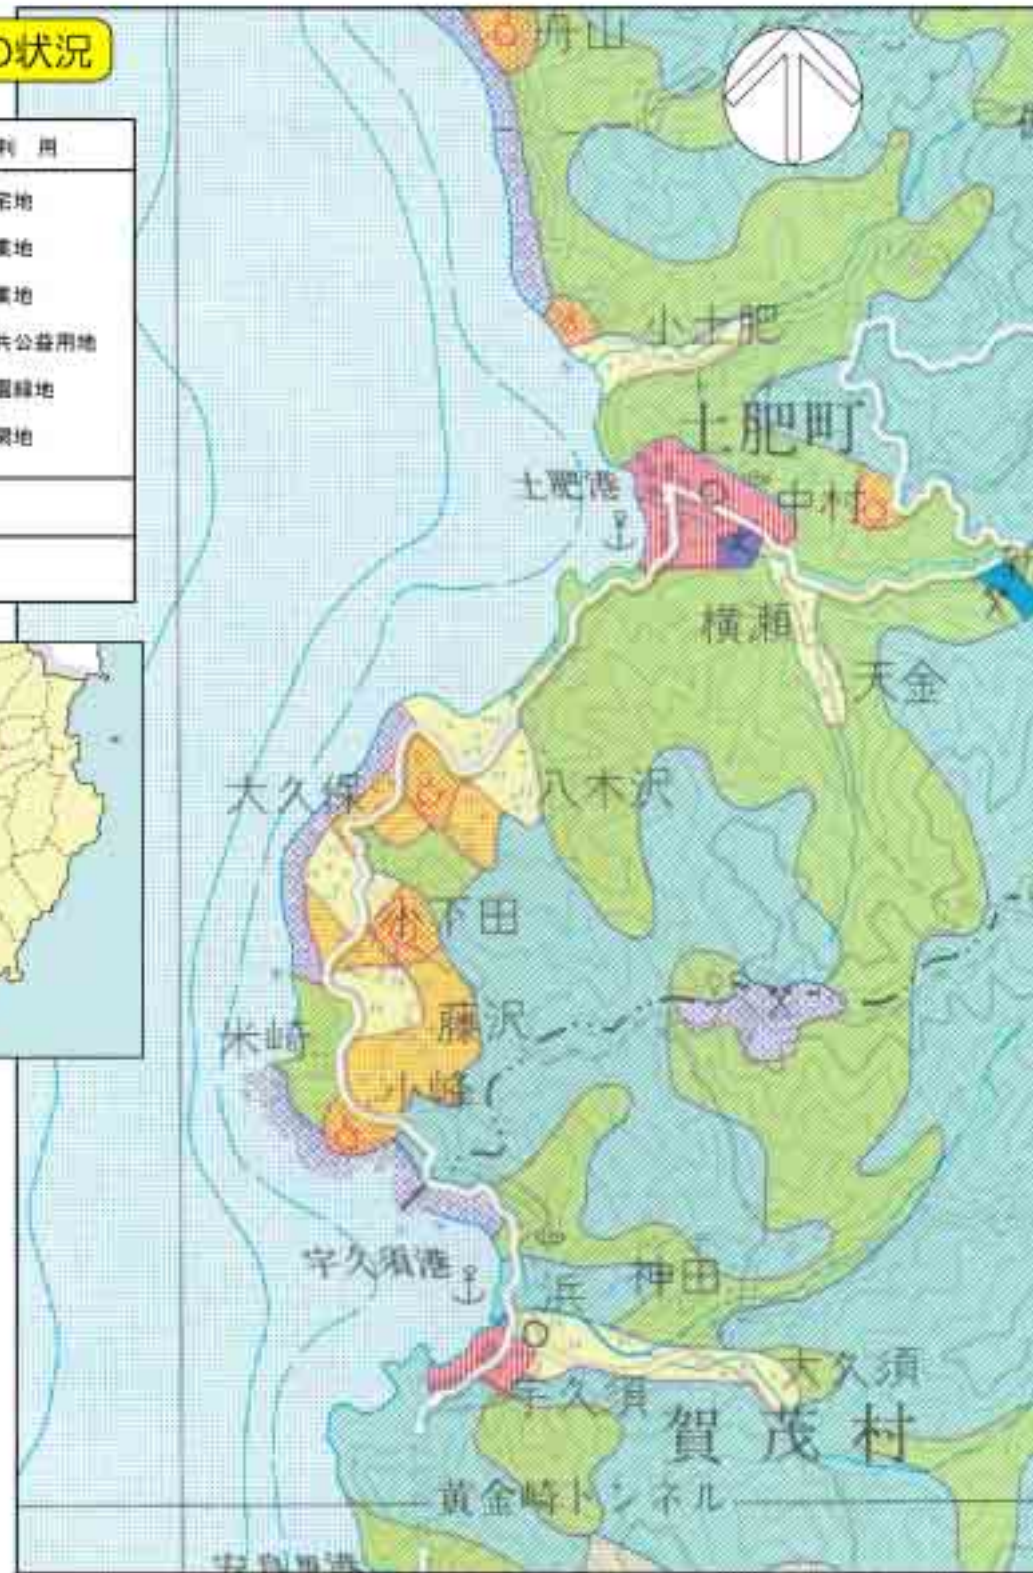 の状況
利 用
宅地
業地
業地
共公益用地
園緑地
開地
丹山
小土肥
土肥町
土肥港
中村
横瀬
天金
大久保
八木沢
小下田
藤沢
米崎
小峰
宇久須港
神田
浜
大久須
宇久須
賀茂村
黄金崎トンネル